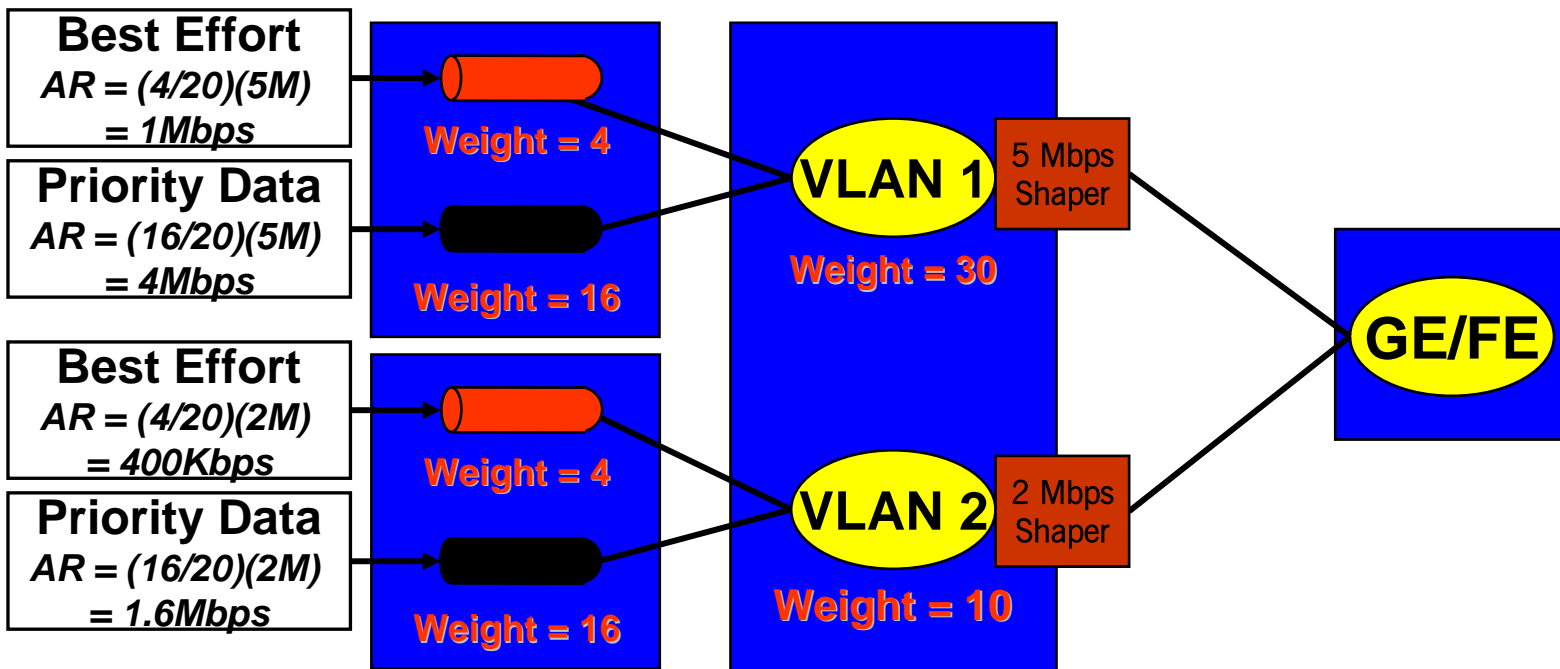 Best Effort
AR = (4/20)(5M)
= 1Mbps
Weight = 4
Priority Data
AR = (16/20)(5M)
= 4Mbps
Weight = 16
VLAN 1
5 Mbps
Shaper
Weight = 30
Best Effort
AR = (4/20)(2M)
= 400Kbps
Weight = 4
Priority Data
AR = (16/20)(2M)
= 1.6Mbps
Weight = 16
VLAN 2
2 Mbps
Shaper
Weight = 10
GE/FE